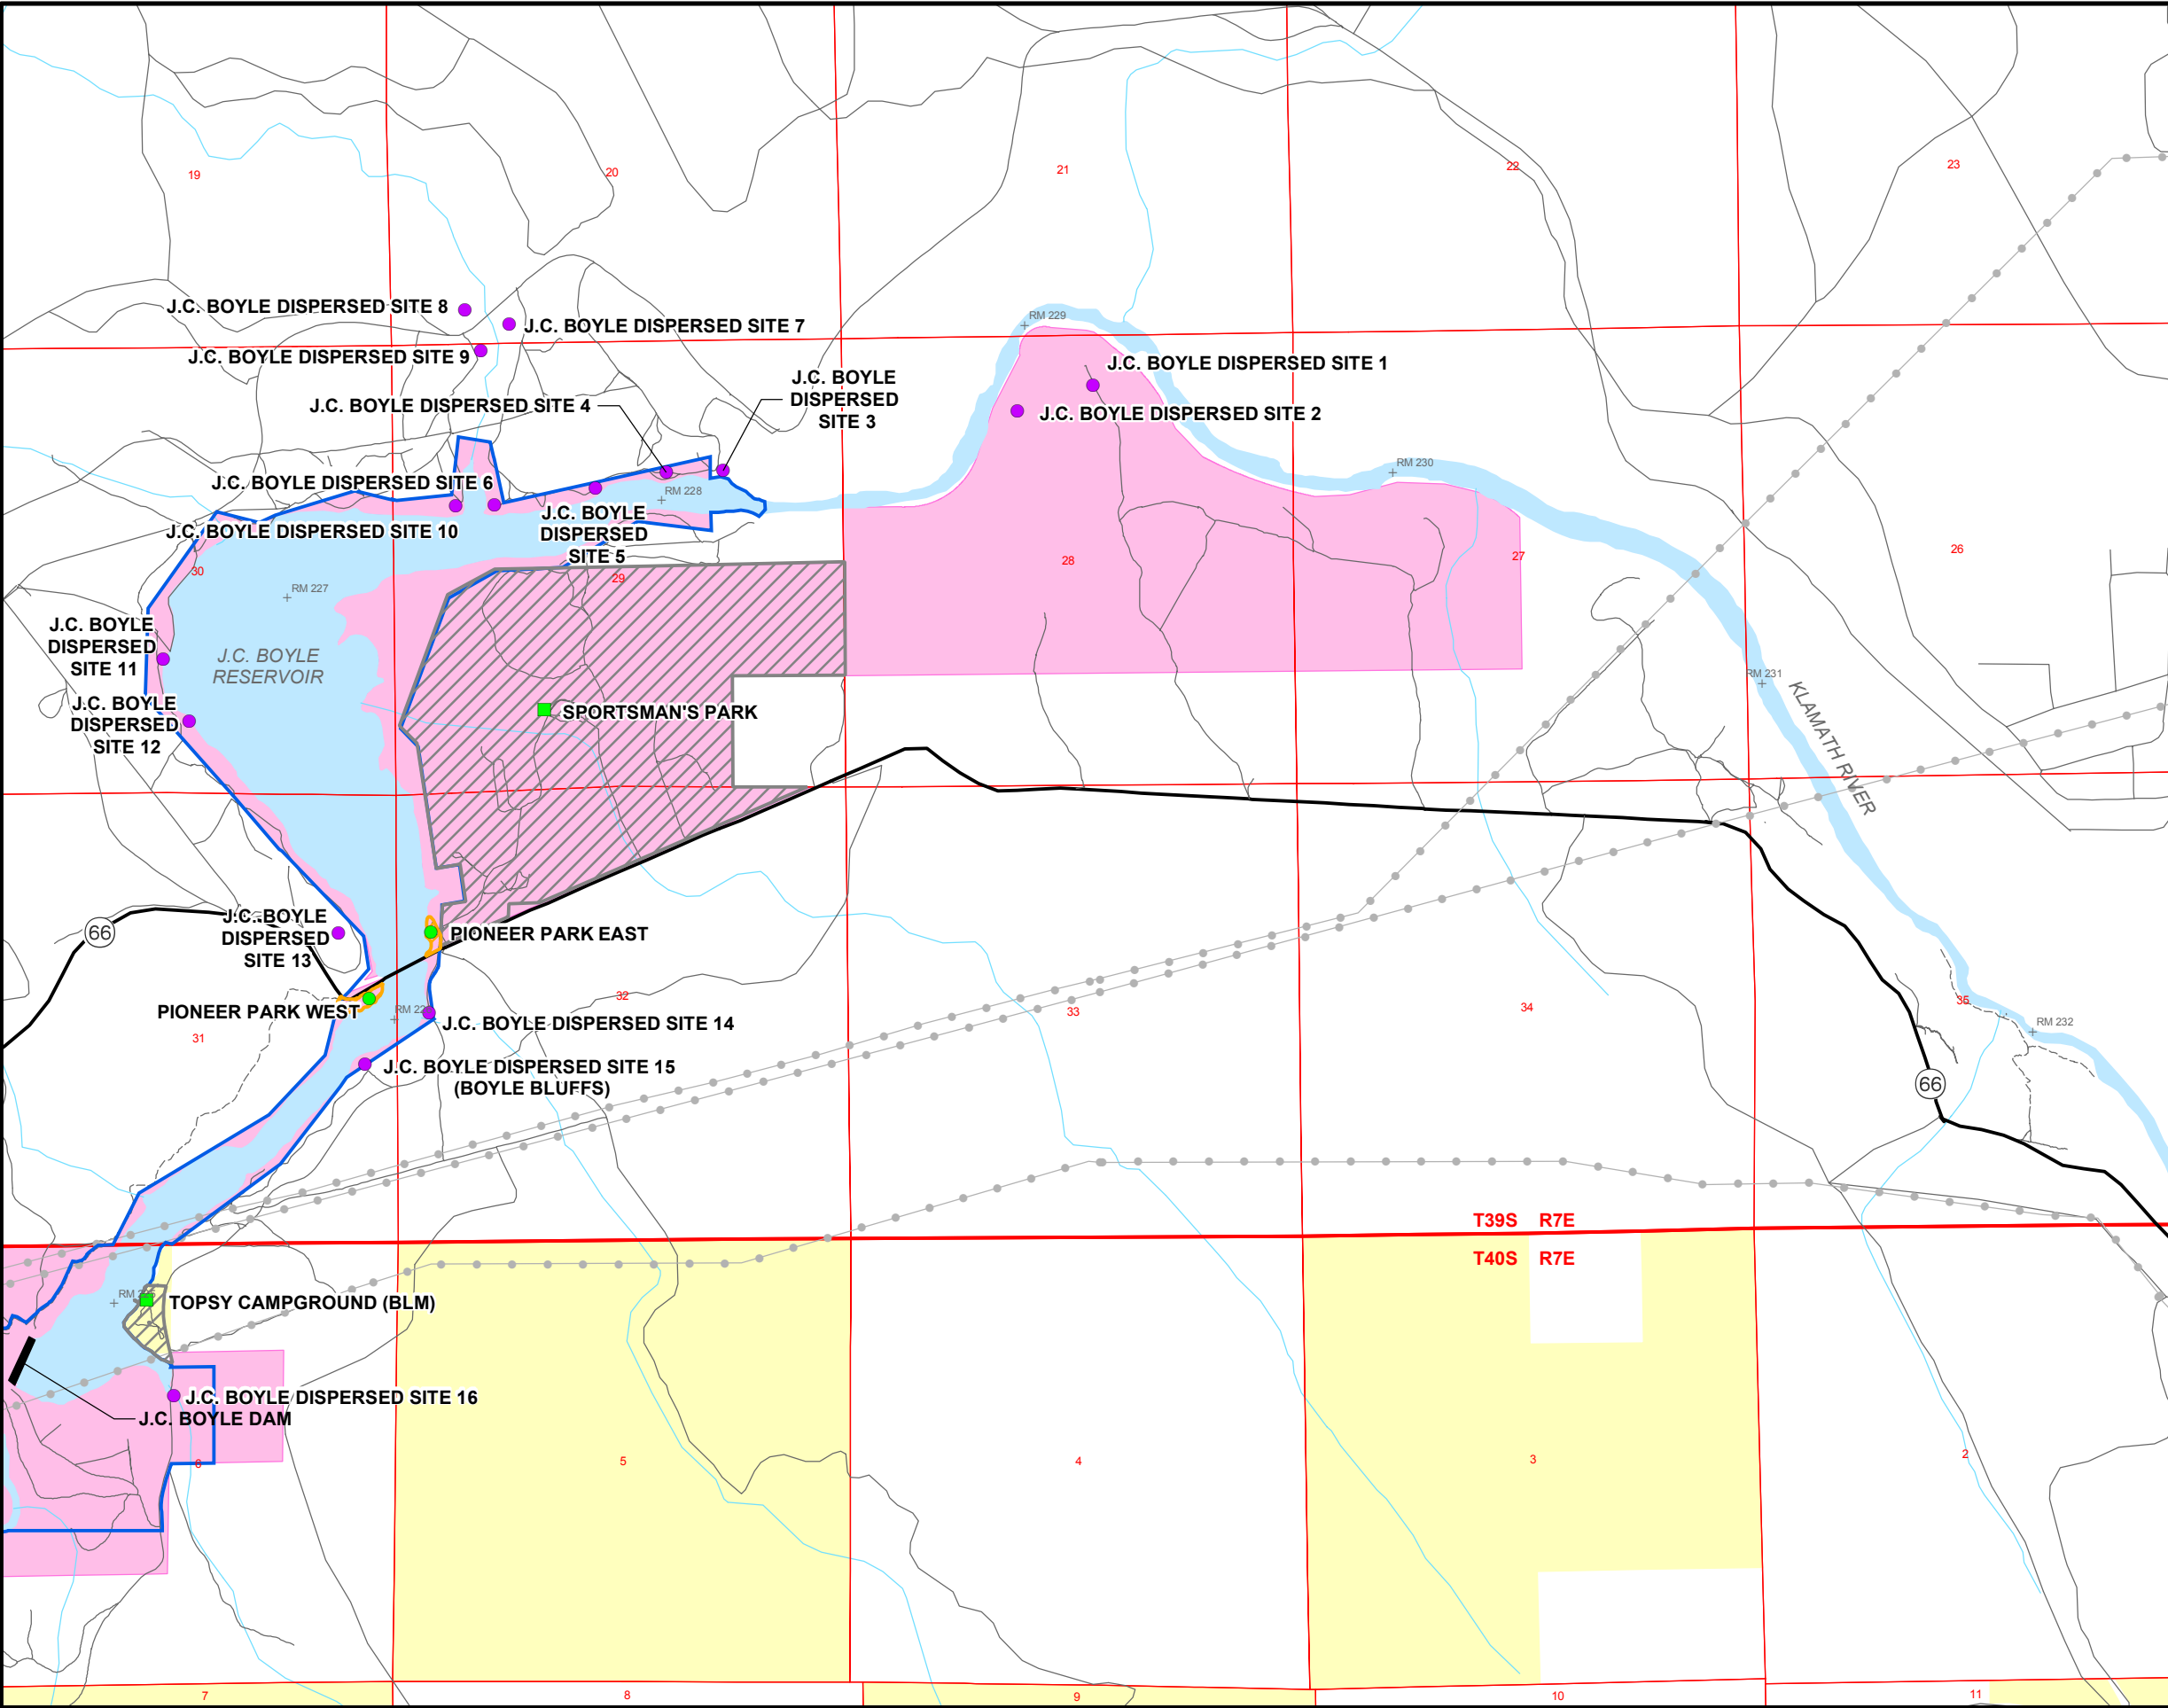 19
20
21
22
23
J.C. BOYLE DISPERSED SITE 8
J.C. BOYLE DISPERSED SITE 7
RM 229
J.C. BOYLE DISPERSED SITE 9
J.C. BOYLE
DISPERSED
SITE 3
J.C. BOYLE DISPERSED SITE 1
J.C. BOYLE DISPERSED SITE 4
J.C. BOYLE DISPERSED SITE 2
RM 230
J.C. BOYLE DISPERSED SITE 6
RM 228
J.C. BOYLE
DISPERSED
SITE 5
J.C. BOYLE DISPERSED SITE 10
30
29
28
27
26
RM 227
J.C. BOYLE
DISPERSED
SITE 11
J.C. BOYLE
RESERVOIR
RM 231
J.C. BOYLE
DISPERSED
SITE 12
SPORTSMAN'S PARK
KLAMATH RIVER
66
J.C. BOYLE
DISPERSED
SITE 13
PIONEER PARK EAST
PIONEER PARK WEST
RM
31
32
33
34
35
RM 232
J.C. BOYLE DISPERSED SITE 14
J.C. BOYLE DISPERSED SITE 15
(BOYLE BLUFFS)
66
T39S R7E
T40S R7E
RM
TOPSY CAMPGROUND (BLM)
J.C. BOYLE DISPERSED SITE 16
J.C. BOYLE DAM
6
5
4
3
2
7
8
9
10
11